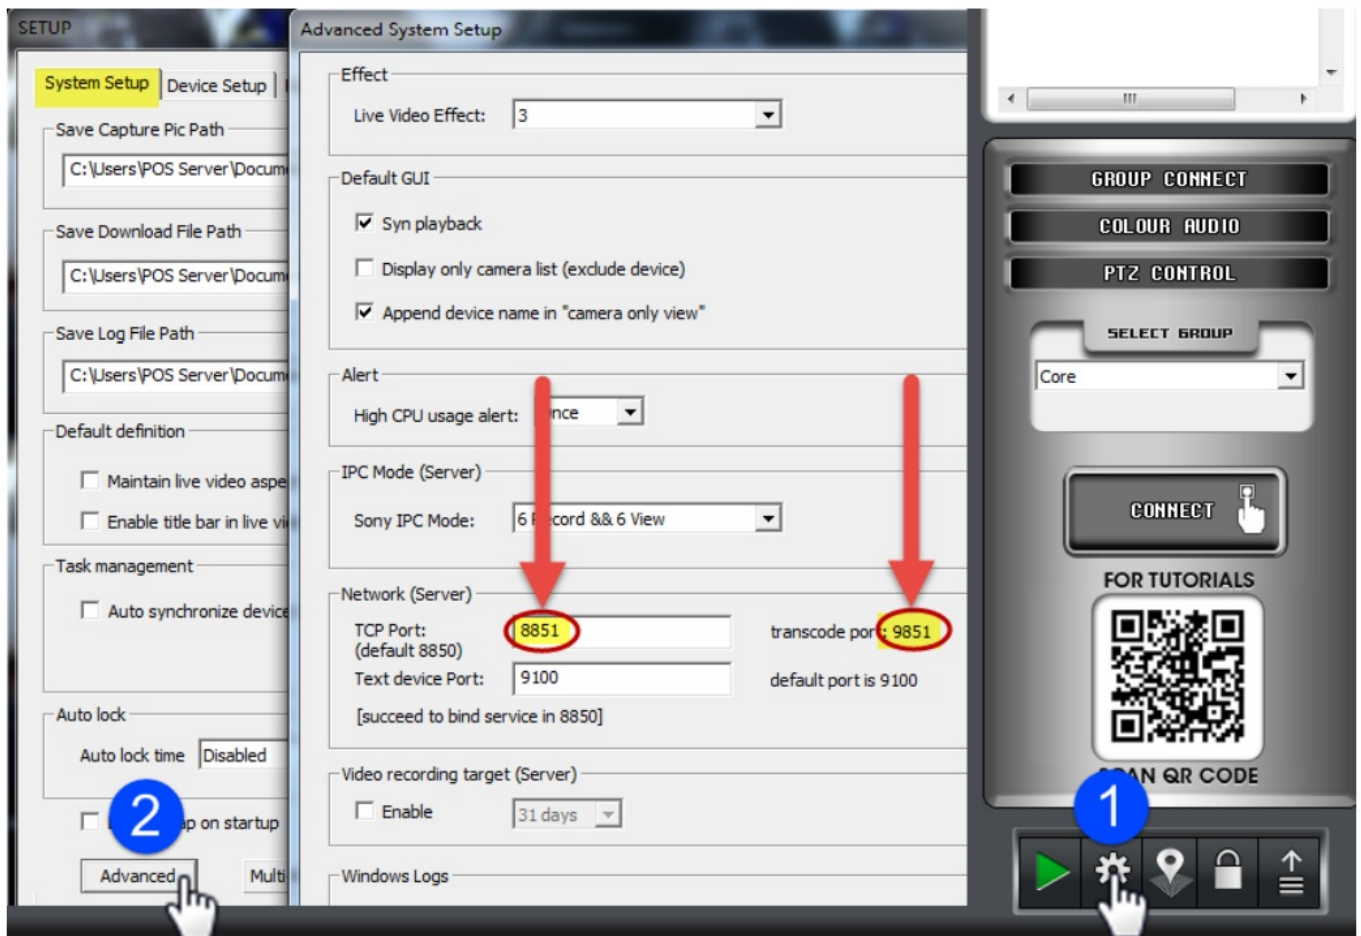 SETUP
System Setup
Device Setup
Save Capture Pic Path
C:\Users\POS Server\Docum
Save Download File Path
C:\Users\POS Server\Docum
Save Log File Path
C:\Users\POS Server\Docum
Default definition
Maintain live video aspe
Enable title bar in live vi
Task management
Auto synchronize device
Auto lock
Auto lock time Disabled
ap on startup
2
Advanced
Multi
Advanced System Setup
Effect
Live Video Effect: 3
Default GUI
Syn playback
Display only camera list (exclude device)
Append device name in "camera only view"
Alert
High CPU usage alert: nce
IPC Mode (Server)
Sony IPC Mode: 6 R cord && 6 View
Network (Server)
TCP Port: 8851 transcode port: 9851
(default 8850)
Text device Port: 9100 default port is 9100
[succeed to bind service in 8850]
Video recording target (Server)
Enable 31 days
Windows Logs
GROUP CONNECT
COLOUR AUDIO
PTZ CONTROL
SELECT GROUP
Core
CONNECT
FOR TUTORIALS
AN QR CODE
1